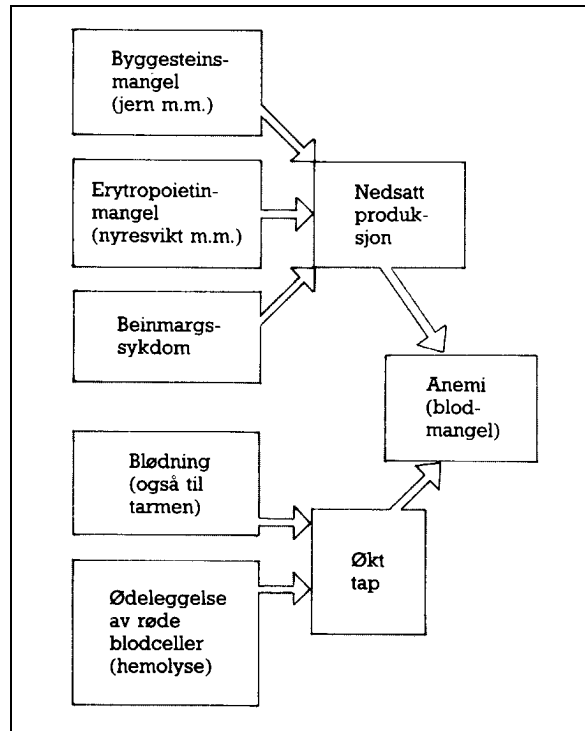 Byggesteins-
mangel
(jern m.m.)
Erytropoietin-
mangel
(nyresvikt m.m.)
Nedsatt
produk-
sjon
Beinmargs-
sykdom
Anemi
(blod-
mangel)
Blødning
(også til
tarmen)
Økt
tap
Ødeleggelse
av røde
blodceller
(hemolyse)